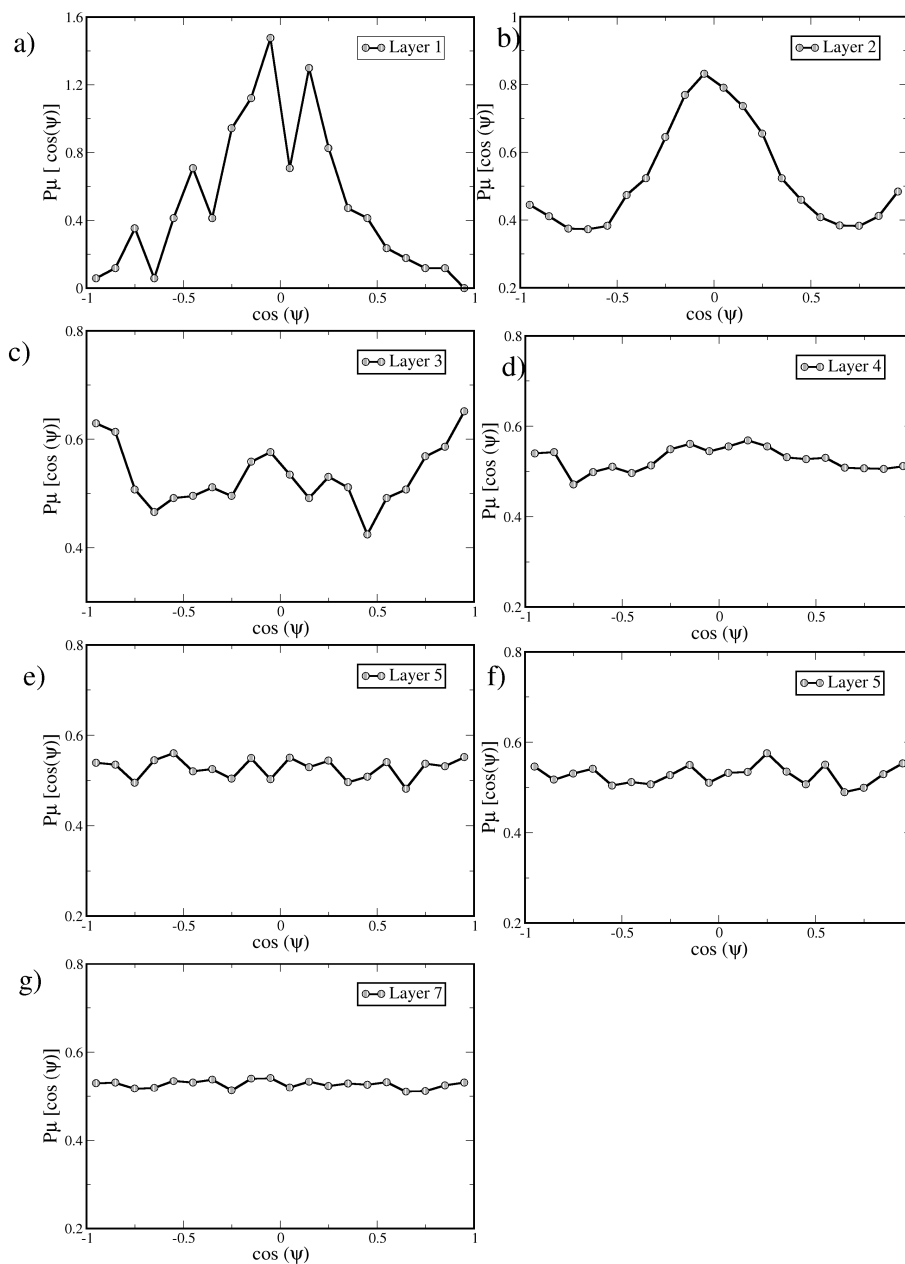 a)
Layer 1
Pμ [ cos(ψ)]
1.6
1.2
0.8
0.4
0
-1 -0.5 0 0.5 1
cos (ψ)
b)
Layer 2
Pμ [ cos (ψ)]
1
0.8
0.6
0.4
0.2
-1 -0.5 0 0.5 1
cos (ψ)
c)
Layer 3
Pμ [cos (ψ)]
0.8
0.6
0.4
-1 -0.5 0 0.5 1
cos (ψ)
d)
Layer 4
Pμ [cos (ψ)]
0.8
0.6
0.4
0.2
-1 -0.5 0 0.5
cos (ψ)
e)
Layer 5
Pμ [cos(ψ)]
0.8
0.6
0.4
0.2
-1 -0.5 0 0.5 1
cos (ψ)
f)
Layer 5
Pμ [cos(ψ)]
0.8
0.6
0.4
0.2
-1 -0.5 0 0.5
cos (ψ)
g)
Layer 7
Pμ [cos (ψ)]
0.8
0.6
0.4
0.2
-1 -0.5 0 0.5 1
cos (ψ)